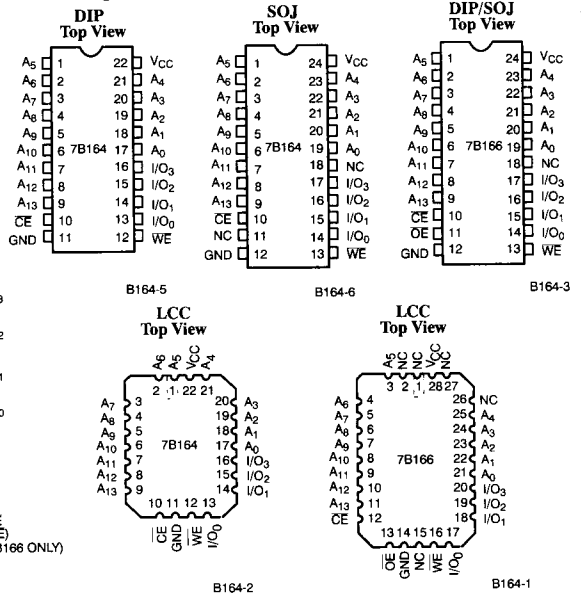 DIP
Top View
A5 1 22 VCC
A6 2 21 A4
A7 3 20 A3
A8 4 19 A2
A9 5 18 A1
A10 6 7B164 17 A0
A11 7 16 I/O3
A12 8 15 I/O2
A13 9 14 I/O1
CE 10 13 I/O0
GND 11 12 WE
B164-5
SOJ
Top View
A5 1 24 VCC
A6 2 23 A4
A7 3 22 A3
A8 4 21 A2
A9 5 20 A1
A10 6 7B164 19 A0
A11 7 18 NC
A12 8 17 I/O3
A13 9 16 I/O2
CE 10 15 I/O1
NC 11 14 I/O0
GND 12 13 WE
B164-6
DIP/SOJ
Top View
A5 1 24 VCC
A6 2 23 A4
A7 3 22 A3
A8 4 21 A2
A9 5 20 A1
A10 6 7B166 19 A0
A11 7 18 NC
A12 8 17 I/O3
A13 9 16 I/O2
CE 10 15 I/O1
OE 11 14 I/O0
GND 12 13 WE
B164-3
LCC
Top View
A6 A5 VCC A4
2 1 22 21
A7 3 20 A3
A8 4 19 A2
A9 5 18 A1
A10 6 7B164 17 A0
A11 7 16 I/O3
A12 8 15 I/O2
A13 9 14 I/O1
10 11 12 13
CE GND WE I/O0
B164-2
LCC
Top View
A5 NC NC VCC NC
3 2 1 28 27
26 NC
A6 4 25 A4
A7 5 24 A3
A8 6 23 A2
A9 7 22 A1
A10 8 7B166 21 A0
A11 9 20 I/O3
A12 10 19 I/O2
A13 11 18 I/O1
CE 12
13 14 15 16 17
OE GND NC WE I/O0
B164-1
166 ONLY)